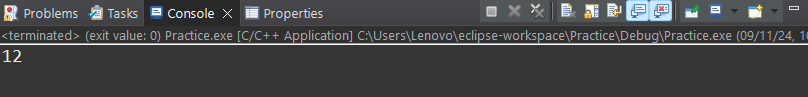 Problems Tasks Console Properties
<terminated> (exit value: 0) Practice.exe [C/C++ Application] C:\Users\Lenovo\eclipse-workspace\Practice\Debug\Practice.exe (09/11/24, 10
12